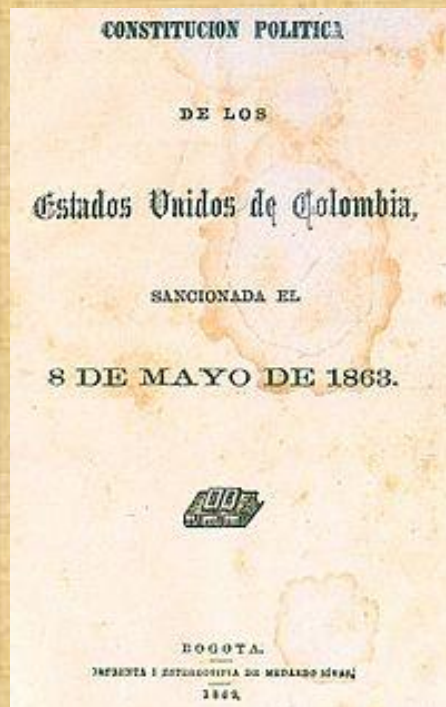 CONSTITUCION POLITICA
DE LOS
Estados Unidos de Colombia,
SANCIONADA EL
8 DE MAYO DE 1863.
BOGOTA.
IMPRENTA I ESTEREOTIPIA DE MEDARDO RIVAS,